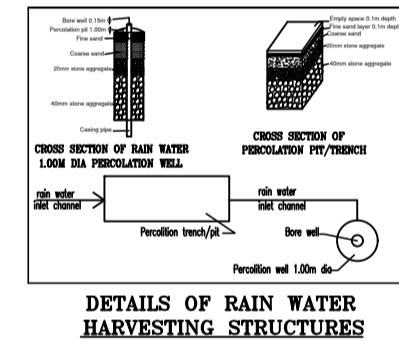 Bore well 0.15m ϕ
Percolation pit 1.00m ϕ
Fine sand
Coarse sand
20mm stone aggregate
40mm stone aggregate
Casing pipe
CROSS SECTION OF RAIN WATER
1.00M DIA PERCOLATION WELL
Empty space 0.1m depth
Fine sand layer 0.1m depth
Coarse sand
20mm stone aggregate
40mm stone aggregate
CROSS SECTION OF
PERCOLATION PIT/TRENCH
rain water
inlet channel
Percolition trench/pit
rain water
inlet channel
Bore well
Percolition well 1.00m dia
DETAILS OF RAIN WATER
HARVESTING STRUCTURES